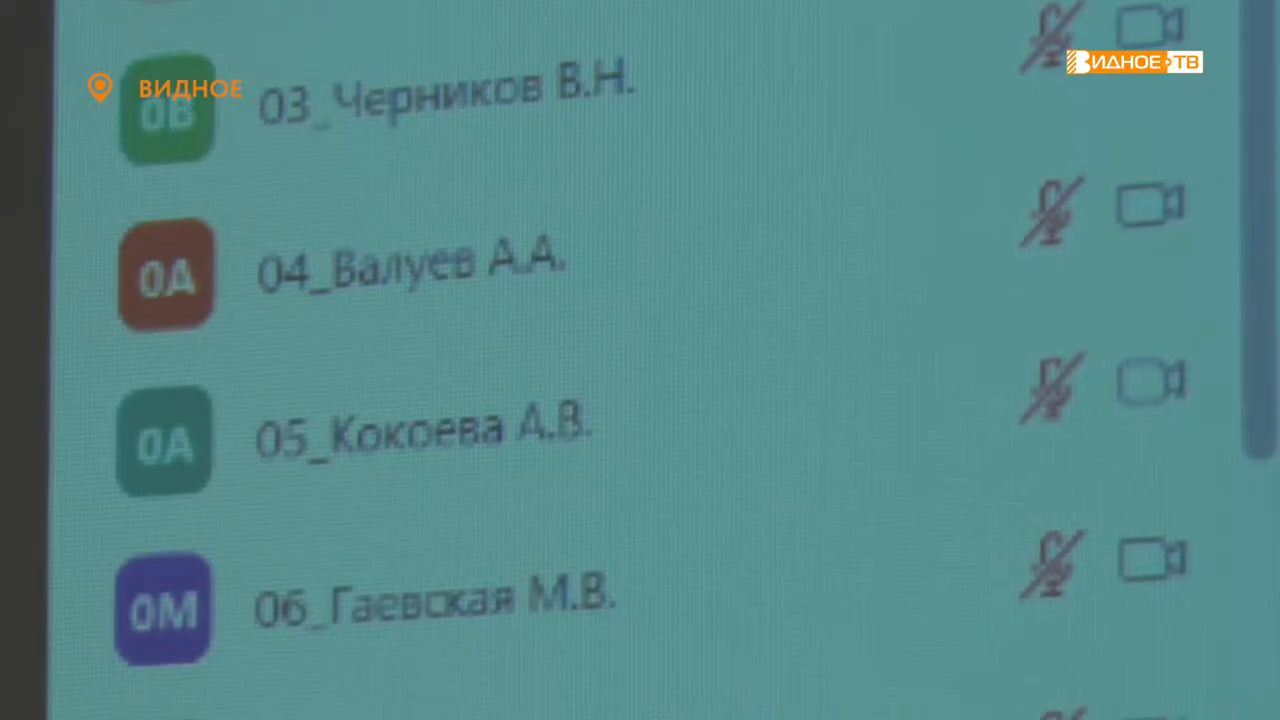 ВИДНОЕ
ВИДНОЕ ТВ
0В 03_Черников В.Н.
0А 04_Валуев А.А.
0А 05_Кокоева А.В.
0М 06_Гаевская М.В.